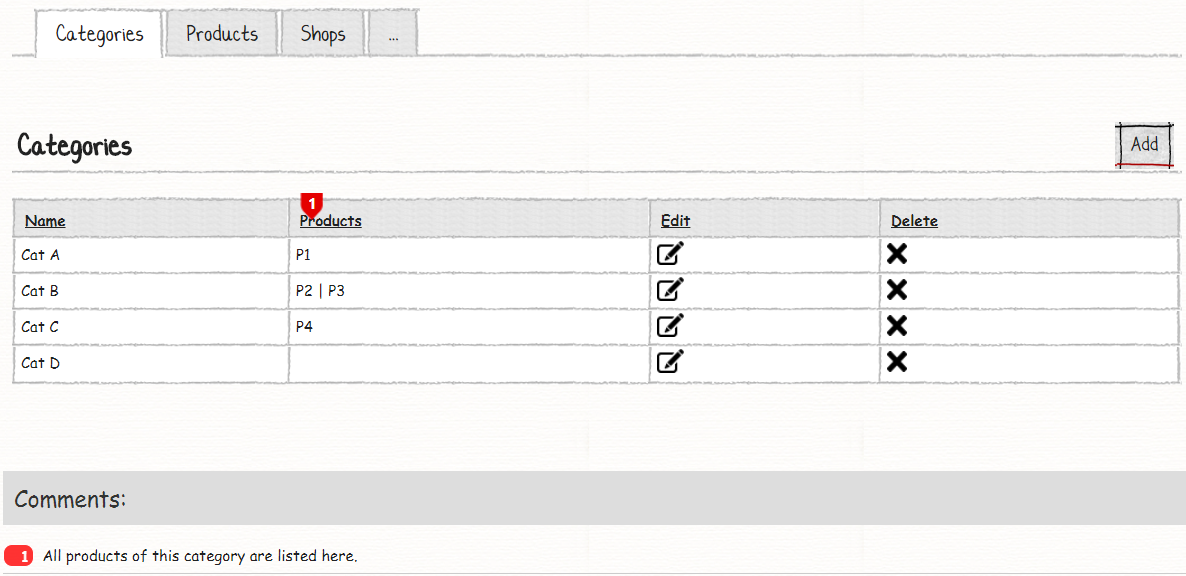 Categories Products Shops ...
Categories Add
1
Name Products Edit Delete
Cat A P1
Cat B P2 | P3
Cat C P4
Cat D
Comments:
1 All products of this category are listed here.